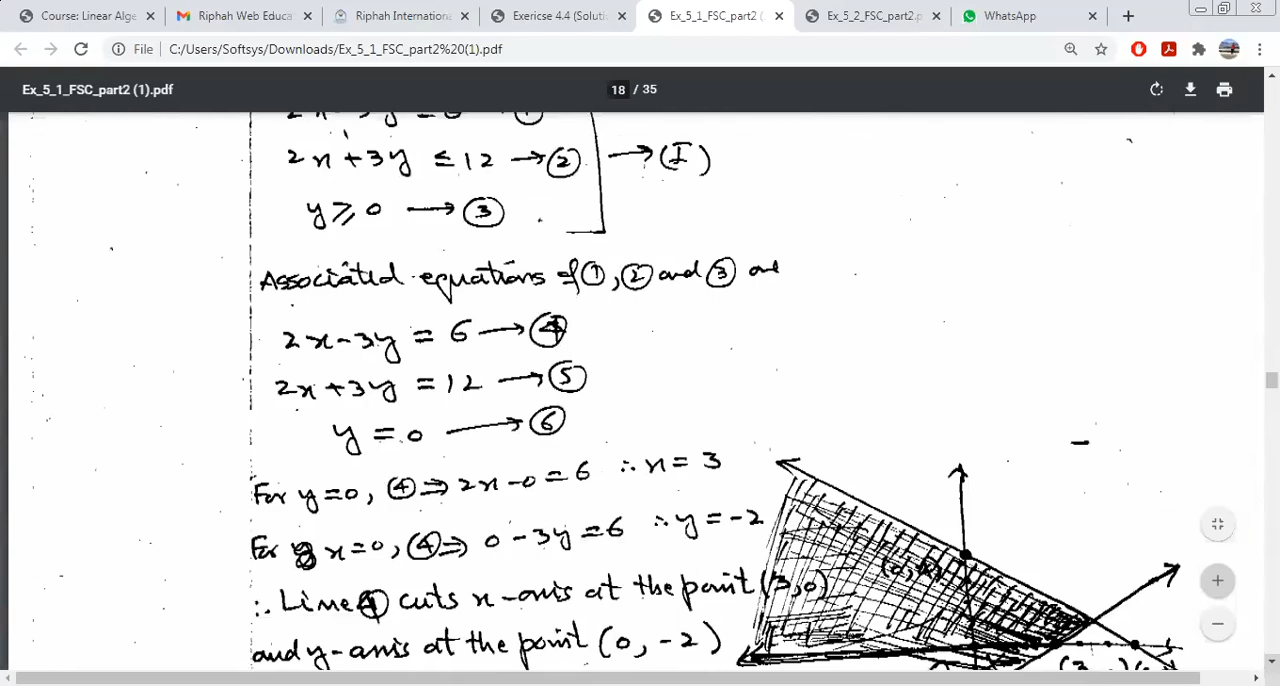 Course: Linear Alge
Riphah Web Educa
Riphah Internationa
Exericse 4.4 (Soluti
Ex_5_1_FSC_part2 (
Ex_5_2_FSC_part2.p
WhatsApp
File C:/Users/Softsys/Downloads/Ex_5_1_FSC_part2%20(1).pdf
Ex_5_1_FSC_part2 (1).pdf
18 / 35
2x + 3y ≤ 12 → ② → (I)
y ≥ 0 → ③
Associated equations of ①, ② and ③ are
2x - 3y = 6 → ④
2x + 3y = 12 → ⑤
y = 0 → ⑥
For y=0, ④ ⇒ 2x - 0 = 6 ∴ x = 3
For x=0, ④ ⇒ 0 - 3y = 6 ∴ y = -2
∴ Line ④ cuts x-axis at the point (3,0)
and y-axis at the point (0, -2)